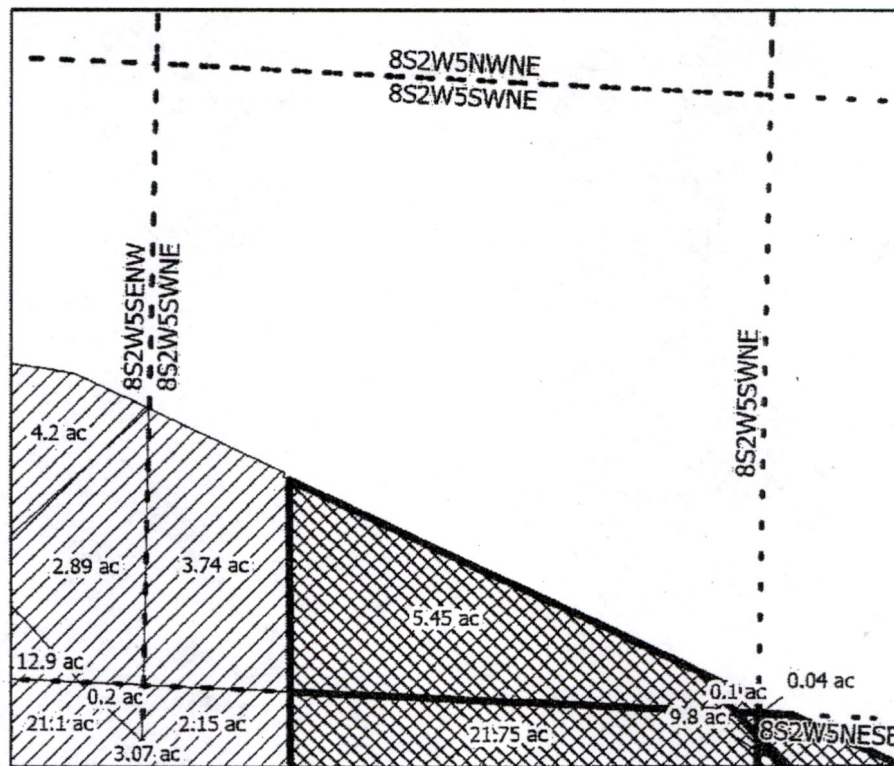 8S2W5NWNE
8S2W5SWNE
8S2W5SENW
8S2W5SWNE
8S2W5SWNE
4.2 ac
2.89 ac
3.74 ac
5.45 ac
12.9 ac
0.2 ac
0.1 ac
0.04 ac
21.1 ac
2.15 ac
21.75 ac
9.8 ac
8S2W5NESE
3.07 ac